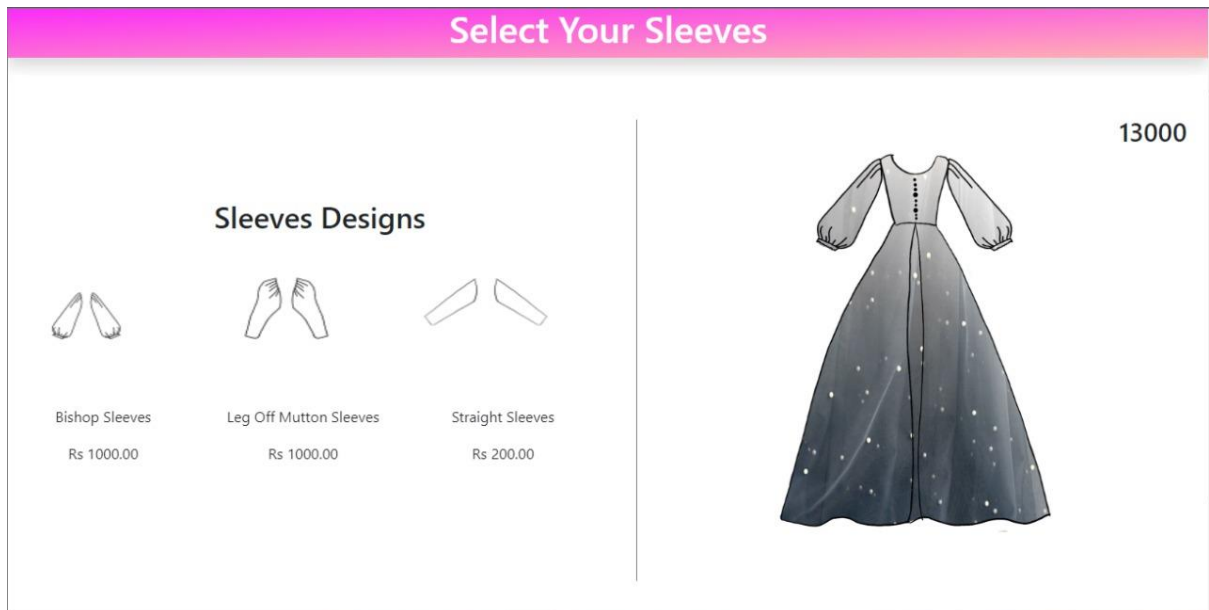 Select Your Sleeves
13000
Sleeves Designs
Bishop Sleeves
Leg Off Mutton Sleeves
Straight Sleeves
Rs 1000.00
Rs 1000.00
Rs 200.00